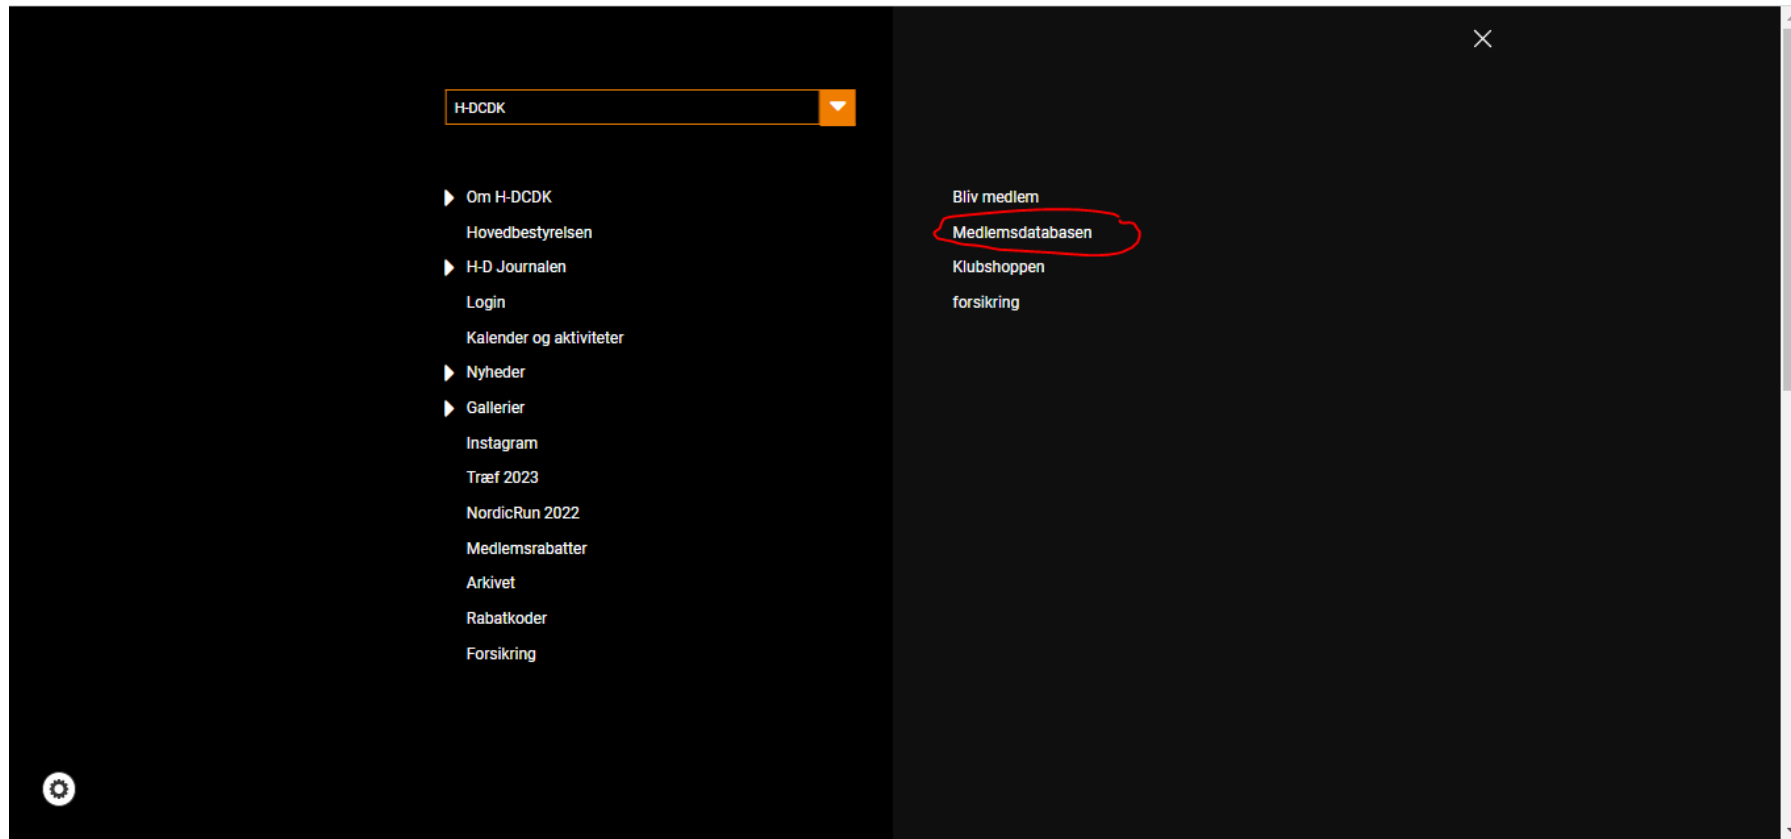 H-DCDK
Om H-DCDK
Hovedbestyrelsen
H-D Journalen
Login
Kalender og aktiviteter
Nyheder
Gallerier
Instagram
Træf 2023
NordicRun 2022
Medlemsrabatter
Arkivet
Rabatkoder
Forsikring
Bliv medlem
Medlemsdatabasen
Klubshoppen
forsikring